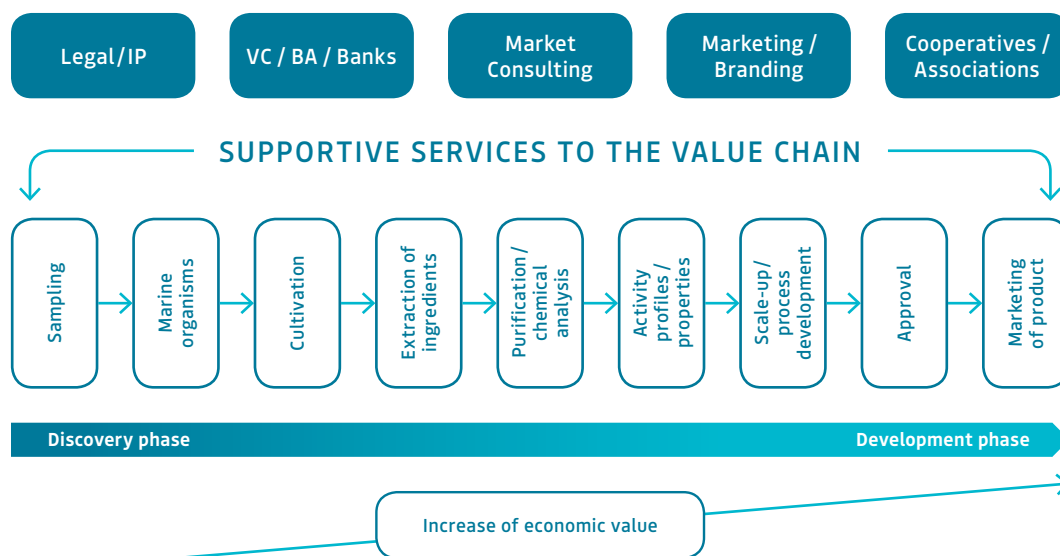 Legal/IP
VC / BA / Banks
Market
Consulting
Marketing /
Branding
Cooperatives /
Associations
SUPPORTIVE SERVICES TO THE VALUE CHAIN
Sampling
Marine
organisms
Cultivation
Extraction of
ingredients
Purification /
chemical
analysis
Activity
profiles /
properties
Scale-up/
process
development
Approval
Marketing
of product
Discovery phase
Development phase
Increase of economic value